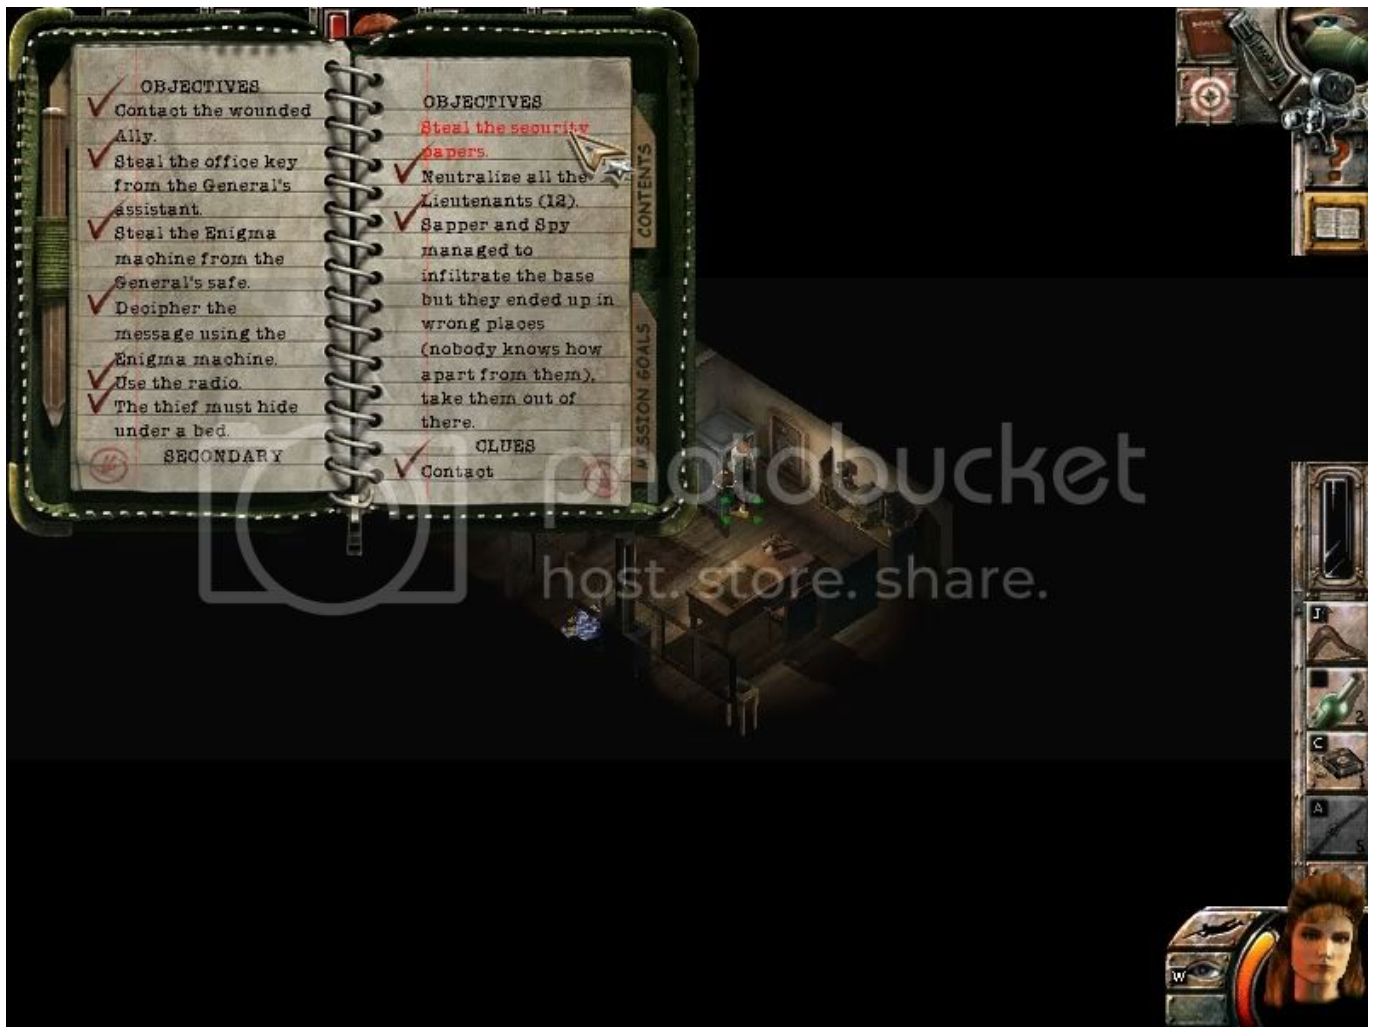 OBJECTIVES
Contact the wounded
Ally.
Steal the office key
from the General's
assistant.
Steal the Enigma
machine from the
General's safe.
Decipher the
message using the
Enigma machine.
Use the radio.
The thief must hide
under a bed.
SECONDARY
OBJECTIVES
Steal the security
papers.
Neutralize all the
Lieutenants (12).
Sapper and Spy
managed to
infiltrate the base
but they ended up in
wrong places
(nobody knows how
apart from them),
take them out of
there.
CLUES
Contact
CONTENTS
MISSION GOALS
photobucket
host. store. share.
J
2
C
1
A
5
W